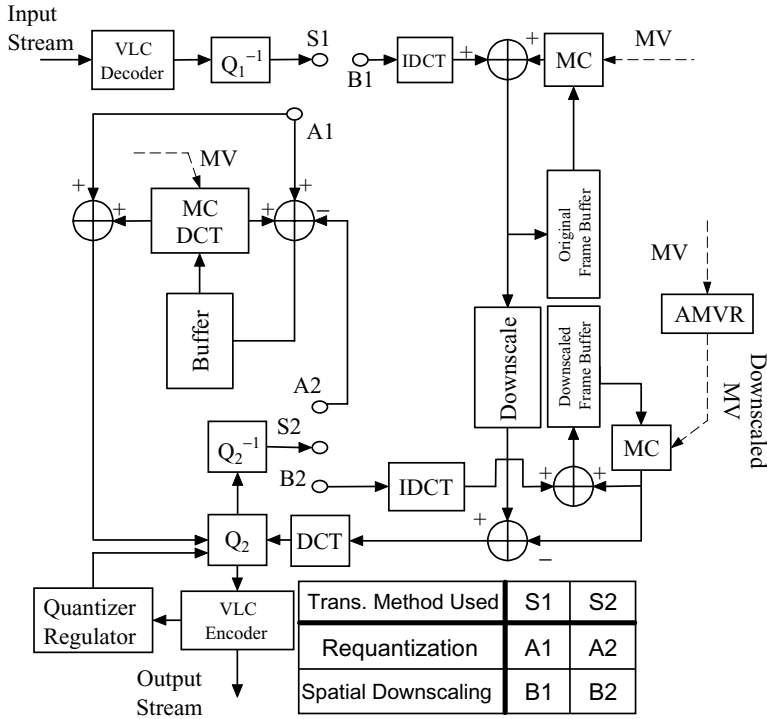 Input
Stream
VLC
Decoder
Q₁⁻¹
S1
B1
IDCT
+
+
MC
MV
A1
MV
+
+
+
+
−
MC
DCT
Buffer
Original
Frame Buffer
MV
AMVR
Downscale
Downscaled
Frame Buffer
Downscaled
MV
MC
A2
S2
Q₂⁻¹
B2
IDCT
+
+
+
−
Q₂
DCT
Quantizer
Regulator
VLC
Encoder
Output
Stream
Trans. Method Used S1 S2
Requantization A1 A2
Spatial Downscaling B1 B2